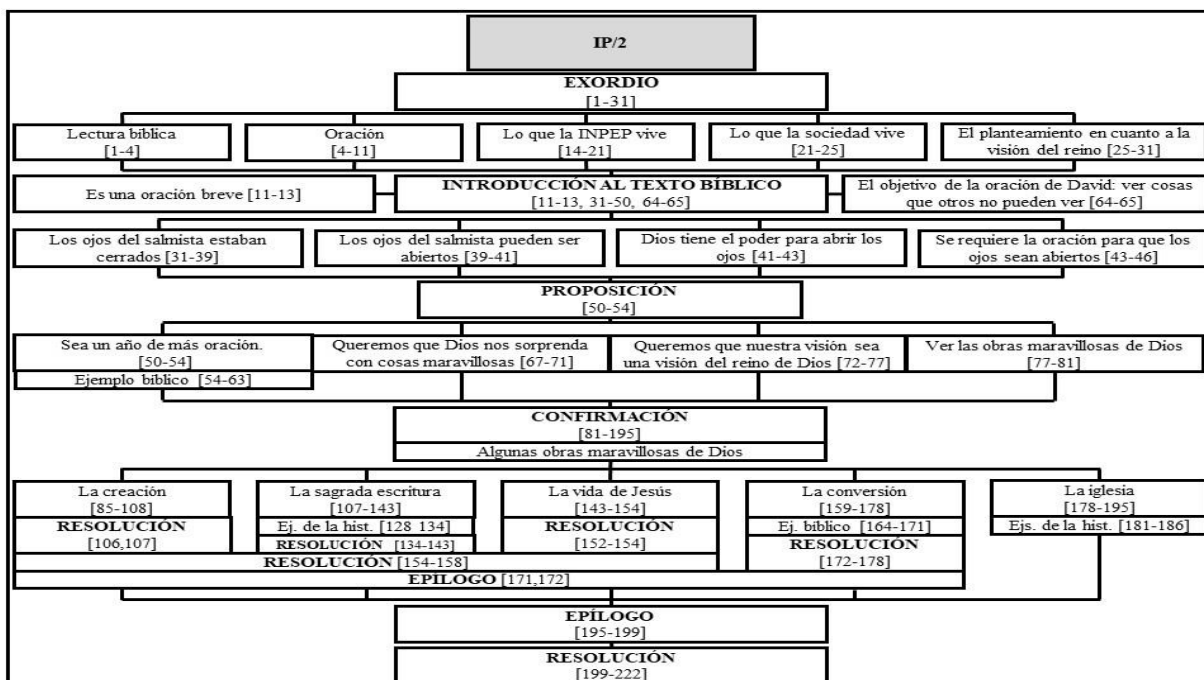 IP/2
EXORDIO
[1-31]
Lectura bíblica
[1-4]
Oración
[4-11]
Lo que la INPEP vive
[14-21]
Lo que la sociedad vive
[21-25]
El planteamiento en cuanto a la
visión del reino [25-31]
Es una oración breve [11-13]
INTRODUCCIÓN AL TEXTO BÍBLICO
[11-13, 31-50, 64-65]
El objetivo de la oración de David: ver cosas
que otros no pueden ver [64-65]
Los ojos del salmista estaban
cerrados [31-39]
Los ojos del salmista pueden ser
abiertos [39-41]
Dios tiene el poder para abrir los
ojos [41-43]
Se requiere la oración para que los
ojos sean abiertos [43-46]
PROPOSICIÓN
[50-54]
Sea un año de más oración.
[50-54]
Ejemplo bíblico [54-63]
Queremos que Dios nos sorprenda
con cosas maravillosas [67-71]
Queremos que nuestra visión sea
una visión del reino de Dios [72-77]
Ver las obras maravillosas de Dios
[77-81]
CONFIRMACIÓN
[81-195]
Algunas obras maravillosas de Dios
La creación
[85-108]
RESOLUCIÓN
[106,107]
La sagrada escritura
[107-143]
Ej. de la hist. [128 134]
RESOLUCIÓN [134-143]
La vida de Jesús
[143-154]
RESOLUCIÓN
[152-154]
La conversión
[159-178]
Ej. bíblico [164-171]
RESOLUCIÓN
[172-178]
La iglesia
[178-195]
Ejs. de la hist. [181-186]
RESOLUCIÓN [154-158]
EPÍLOGO [171,172]
EPÍLOGO
[195-199]
RESOLUCIÓN
[199-222]